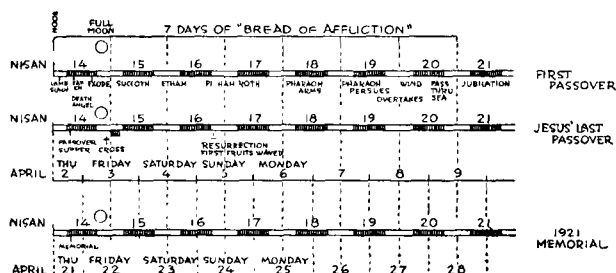 NOON
FULL MOON
7 DAYS OF "BREAD OF AFFLICTION"
NISAN 14 15 16 17 18 19 20 21 FIRST PASSOVER
LAMB SLAIN EATEN EXODE SUCCOTH ETHAM PI HAH ROTH PHARAOH ARMS PHARAOH PERSUES OVERTAKES WIND PASS THRU SEA JUBILATION
DEATH ANGEL
NISAN 14 15 16 17 18 19 20 21 JESUS' LAST PASSOVER
PASSOVER SUPPER CROSS RESURRECTION FIRST FRUITS WAVED
THU FRIDAY SATURDAY SUNDAY MONDAY
APRIL 2 3 4 5 6 7 8 9
NISAN 14 15 16 17 18 19 20 21 1921 MEMORIAL
MEMORIAL
THU FRIDAY SATURDAY SUNDAY MONDAY
APRIL 21 22 23 24 25 26 27 28